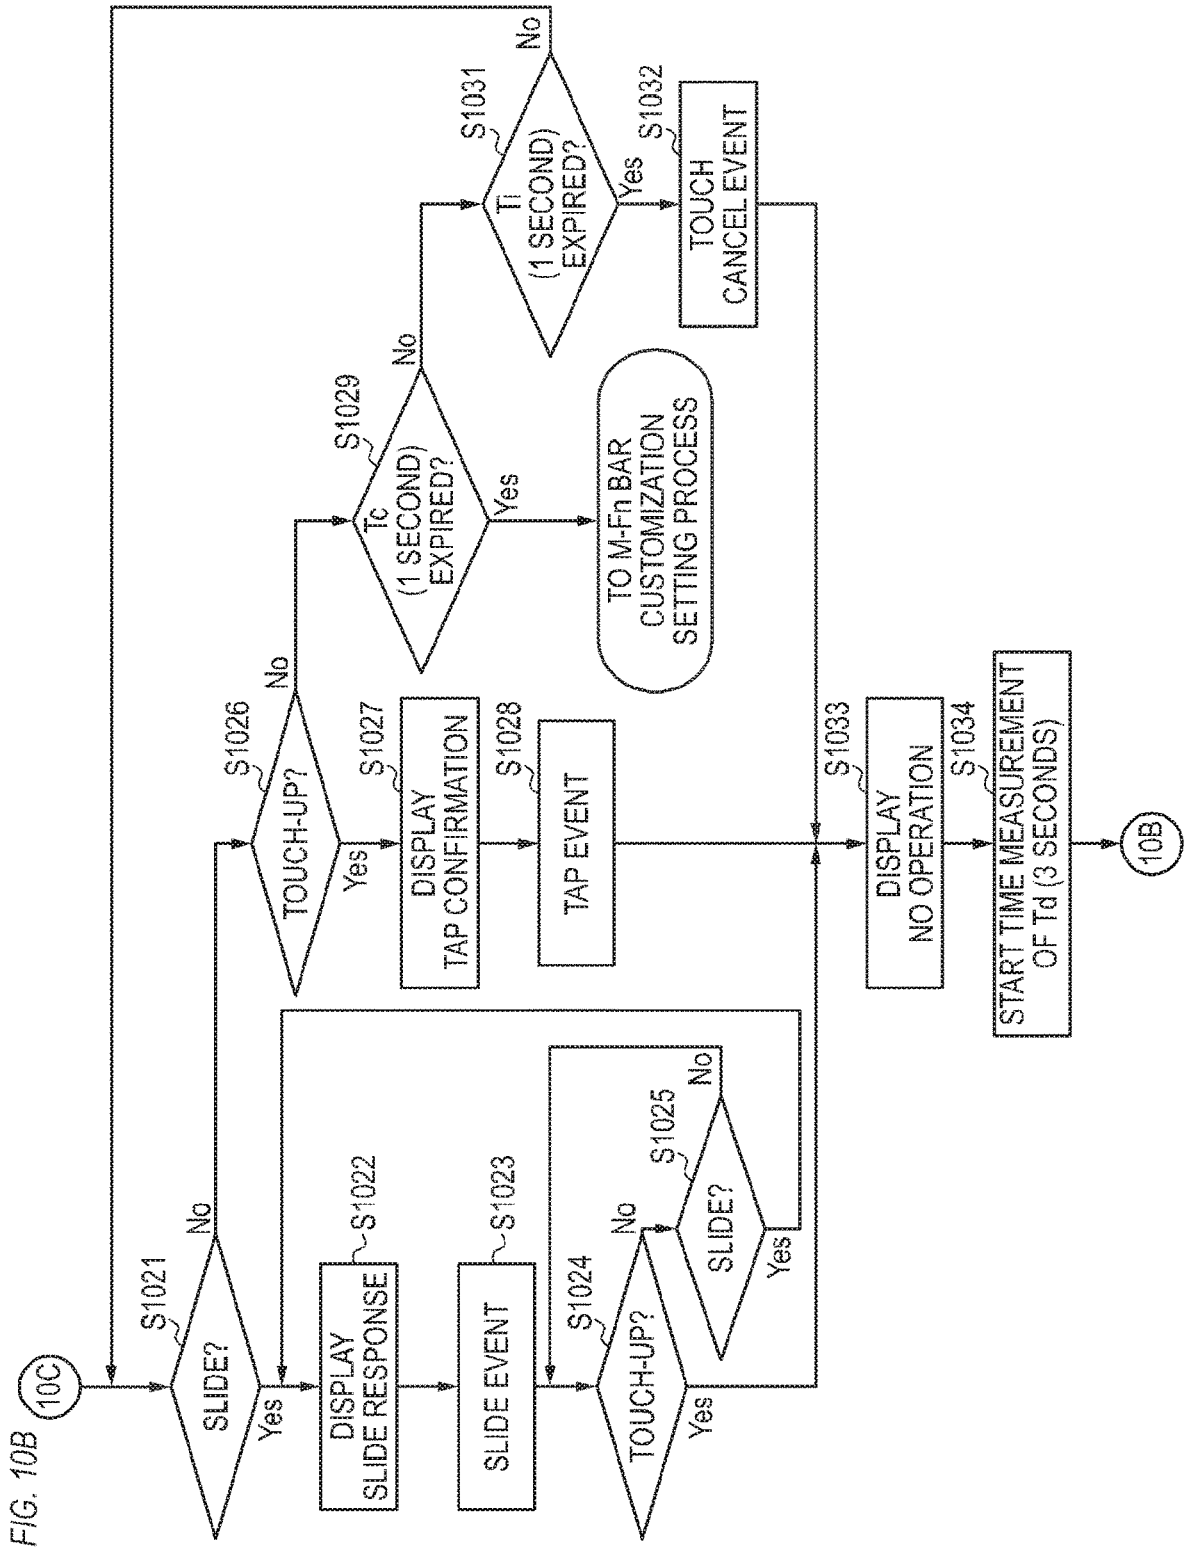 FIG. 10B
10C
S1021
SLIDE?
No
Yes
S1022
DISPLAY
SLIDE RESPONSE
S1023
SLIDE EVENT
S1024
TOUCH-UP?
No
Yes
S1025
SLIDE?
No
Yes
S1026
TOUCH-UP?
No
Yes
S1027
DISPLAY
TAP CONFIRMATION
S1028
TAP EVENT
S1029
Tc
(1 SECOND)
EXPIRED?
No
Yes
TO M-Fn BAR
CUSTOMIZATION
SETTING PROCESS
S1031
Tl
(1 SECOND)
EXPIRED?
No
Yes
S1032
TOUCH
CANCEL EVENT
S1033
DISPLAY
NO OPERATION
S1034
START TIME MEASUREMENT
OF Td (3 SECONDS)
10B